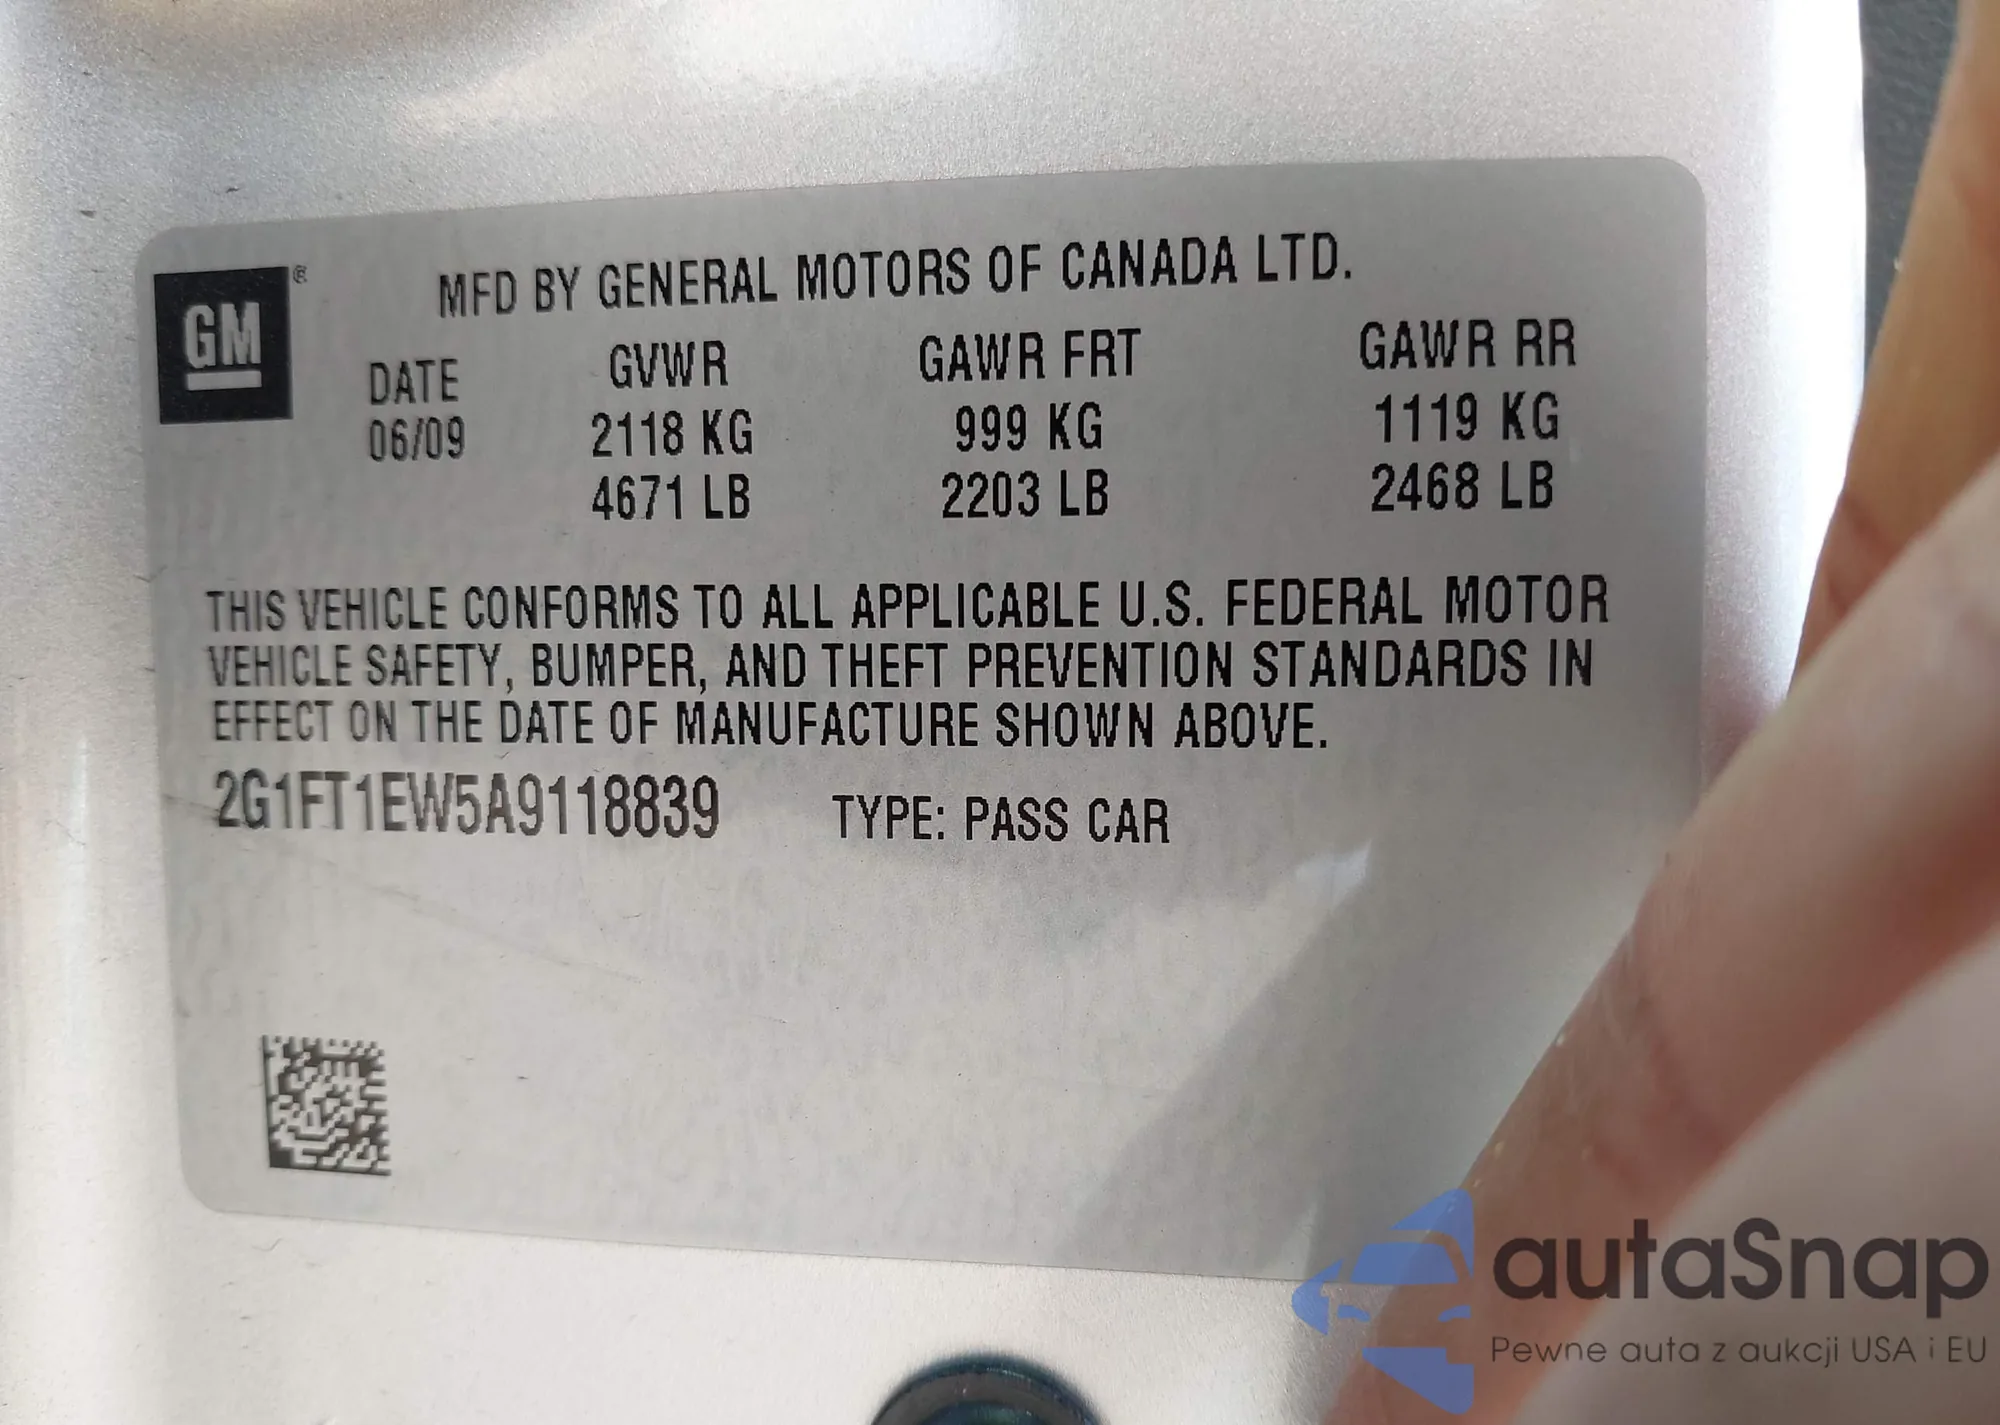 GM ®
MFD BY GENERAL MOTORS OF CANADA LTD.
DATE GVWR GAWR FRT GAWR RR
06/09 2118 KG 999 KG 1119 KG
4671 LB 2203 LB 2468 LB
THIS VEHICLE CONFORMS TO ALL APPLICABLE U.S. FEDERAL MOTOR
VEHICLE SAFETY, BUMPER, AND THEFT PREVENTION STANDARDS IN
EFFECT ON THE DATE OF MANUFACTURE SHOWN ABOVE.
2G1FT1EW5A9118839 TYPE: PASS CAR
autaSnap
Pewne auta z aukcji USA i EU